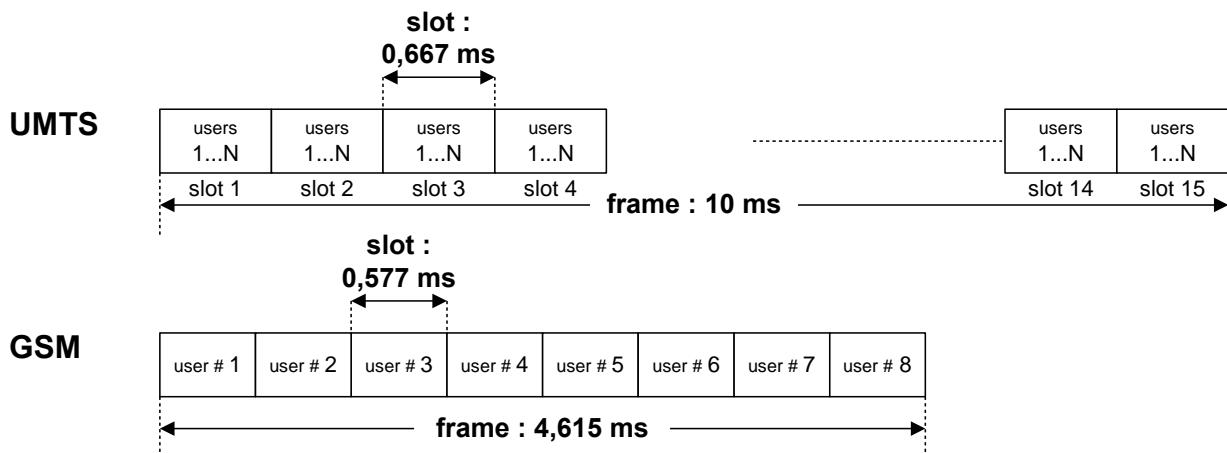 slot :
0,667 ms
UMTS
users users users users users users
1...N 1...N 1...N 1...N 1...N 1...N
slot 1 slot 2 slot 3 slot 4 slot 14 slot 15
frame : 10 ms
slot :
0,577 ms
GSM
user # 1 user # 2 user # 3 user # 4 user # 5 user # 6 user # 7 user # 8
frame : 4,615 ms